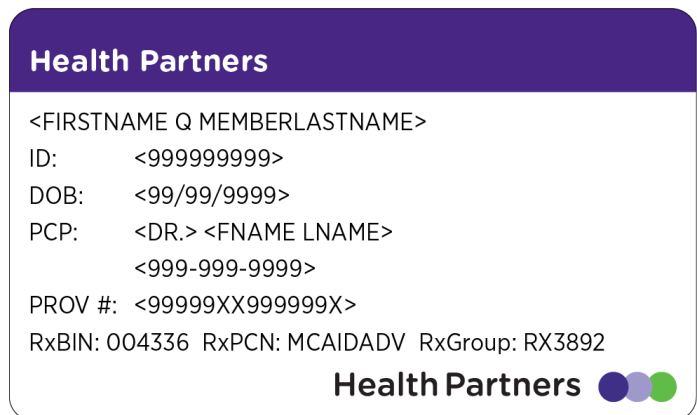 Health Partners
<FIRSTNAME Q MEMBERLASTNAME>
ID: <999999999>
DOB: <99/99/9999>
PCP: <DR.> <FNAME LNAME>
<999-999-9999>
PROV #: <99999XX999999X>
RxBIN: 004336 RxPCN: MCAIDADV RxGroup: RX3892
Health Partners